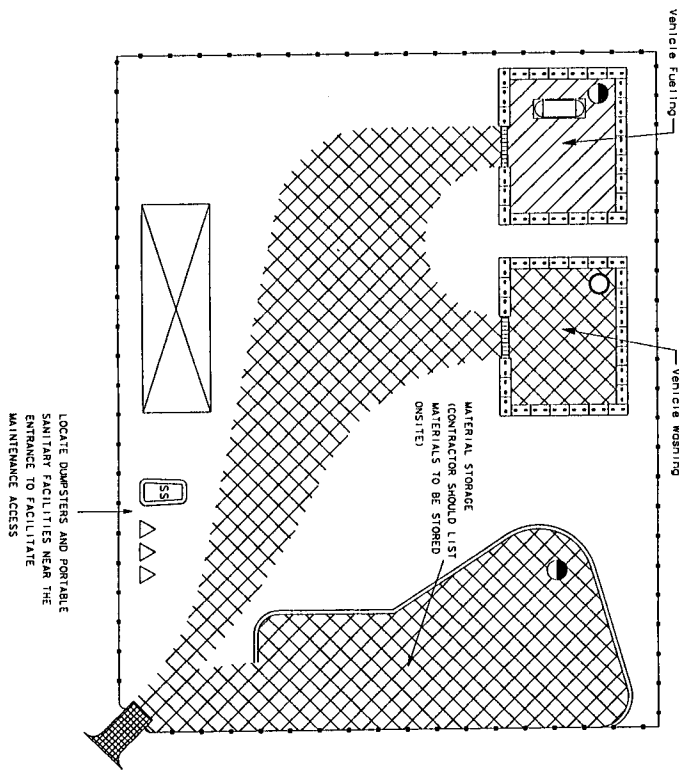 Vehicle Fuelling
Vehicle Washing
MATERIAL STORAGE
(CONTRACTOR SHOULD LIST
MATERIALS TO BE STORED
ONSITE)
SS
LOCATE DUMPSTERS AND PORTABLE
SANITARY FACILITIES NEAR THE
ENTRANCE TO FACILITATE
MAINTENANCE ACCESS